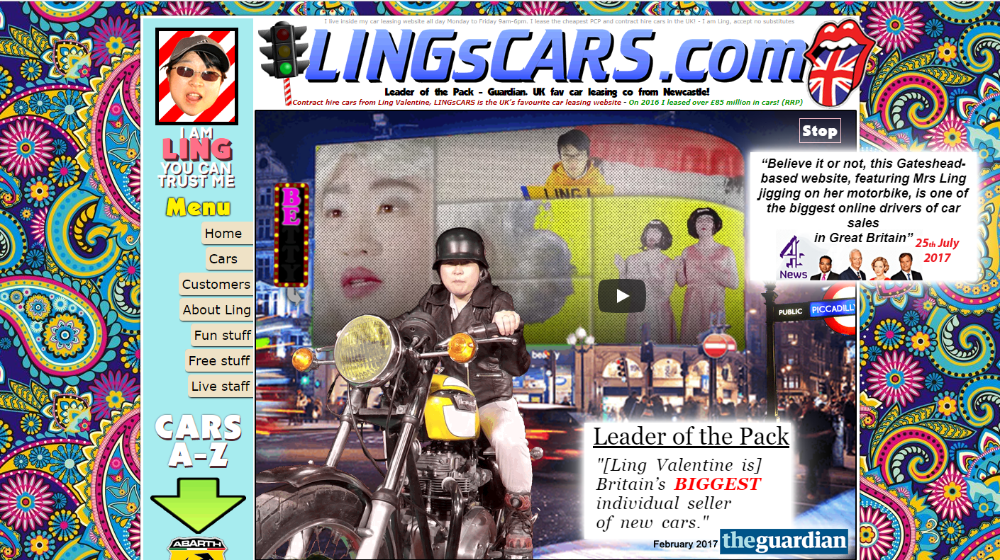 I live inside my car leasing website all day Monday to Friday 9am-6pm. I lease the cheapest PCP and contract hire cars in the UK! - I am Ling, accept no substitutes
LINGsCARS.com
Leader of the Pack - Guardian. UK fav car leasing co from Newcastle!
Contract hire cars from Ling Valentine, LINGsCARS is the UK's favourite car leasing website - On 2016 I leased over £85 million in cars! (RRP)
I AM
LING
YOU CAN
TRUST ME
Menu
Home
Cars
Customers
About Ling
Fun stuff
Free stuff
Live staff
CARS
A-Z
ABARTH
Stop
LING
BE
TTY
“Believe it or not, this Gateshead-
based website, featuring Mrs Ling
jigging on her motorbike, is one of
the biggest online drivers of car
sales
in Great Britain”
25th July
2017
4
News
PUBLIC
PICCADILLY
Leader of the Pack
"[Ling Valentine is]
Britain’s BIGGEST
individual seller
of new cars."
February 2017
theguardian